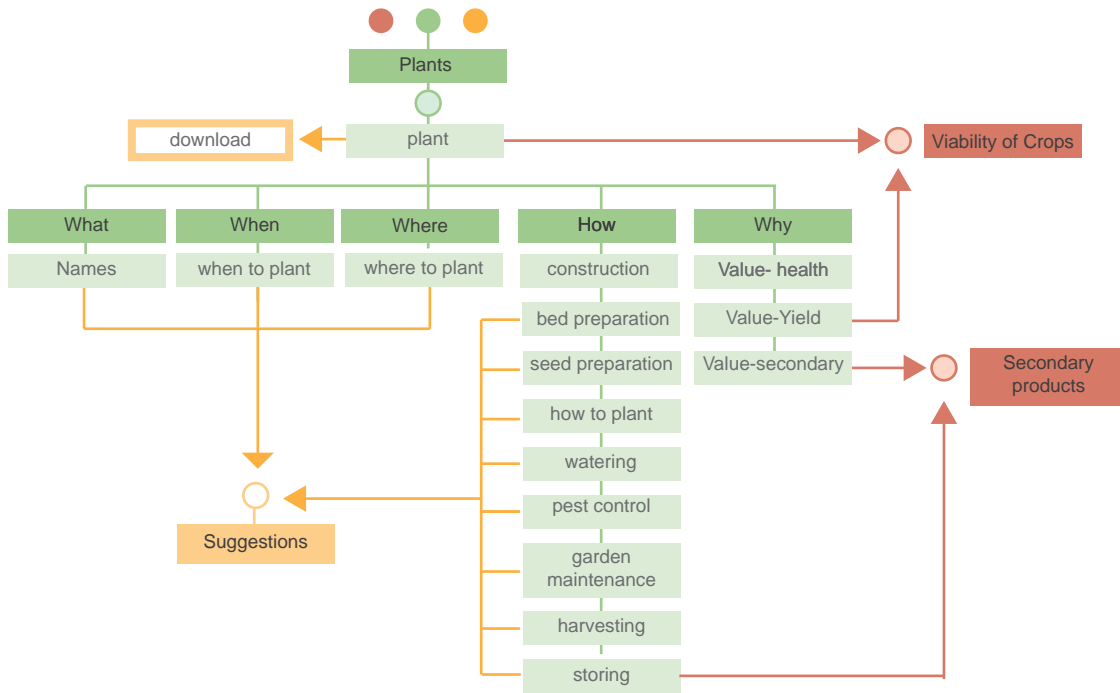 Plants
download
plant
Viability of Crops
What
When
Where
How
Why
Names
when to plant
where to plant
construction
Value- health
bed preparation
Value-Yield
seed preparation
Value-secondary
Secondary
products
how to plant
watering
pest control
Suggestions
garden
maintenance
harvesting
storing